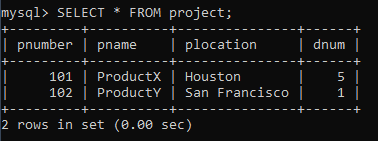 mysql> SELECT * FROM project;
+---------+----------+---------------+------+
| pnumber | pname    | plocation     | dnum |
+---------+----------+---------------+------+
|     101 | ProductX | Houston       |    5 |
|     102 | ProductY | San Francisco |    1 |
+---------+----------+---------------+------+
2 rows in set (0.00 sec)